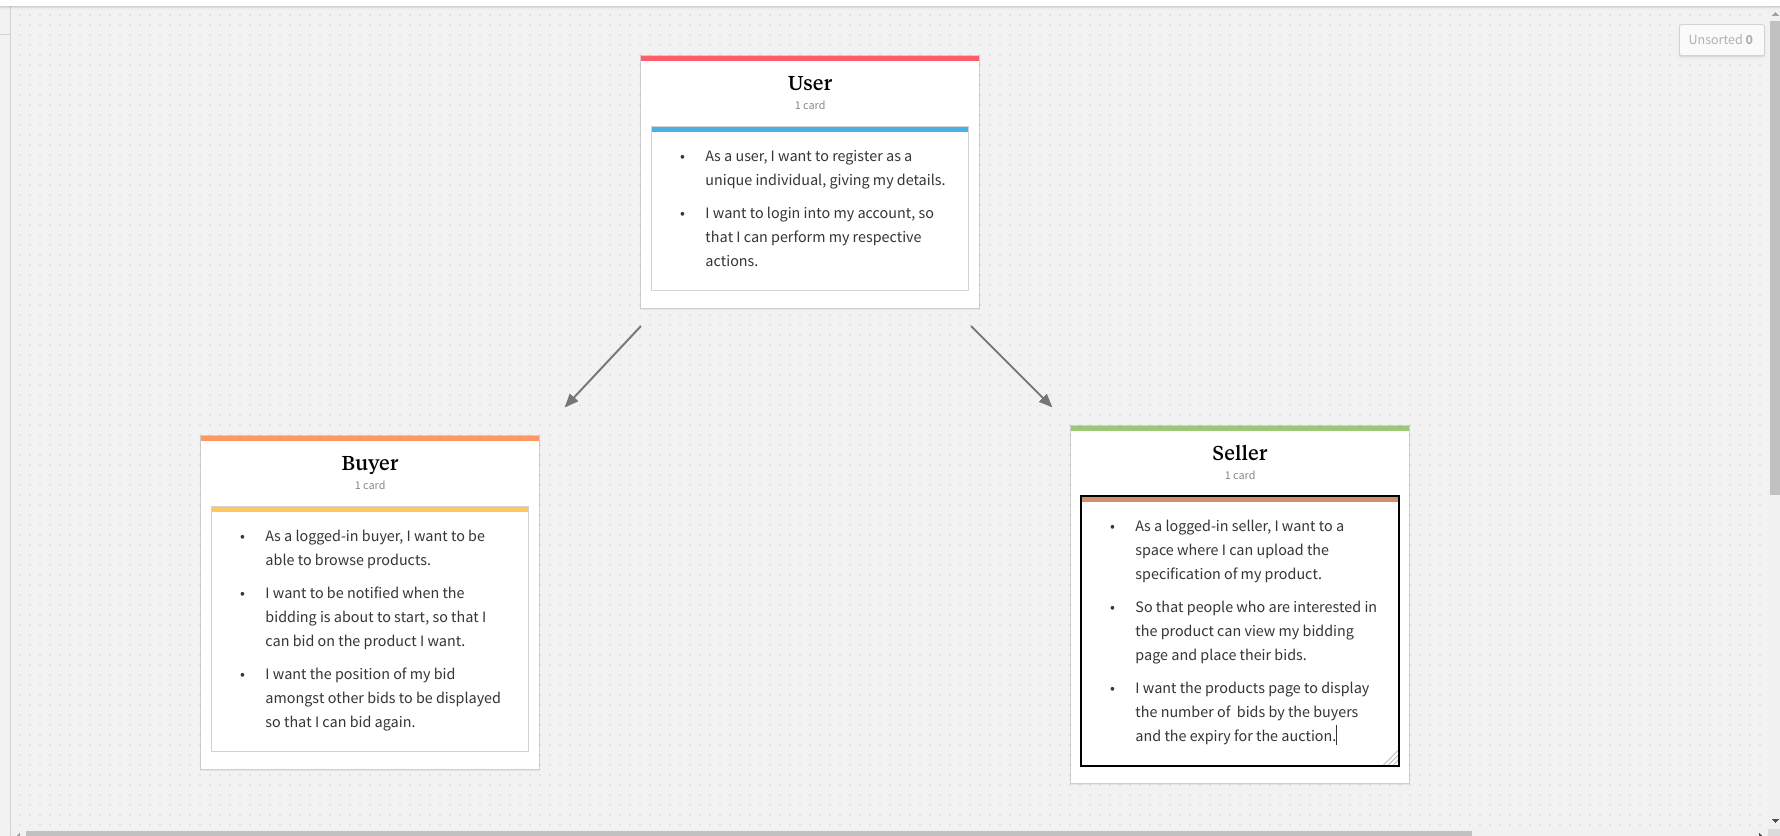 Unsorted 0
User
1 card
• As a user, I want to register as a
unique individual, giving my details.
• I want to login into my account, so
that I can perform my respective
actions.
Buyer
1 card
• As a logged-in buyer, I want to be
able to browse products.
• I want to be notified when the
bidding is about to start, so that I
can bid on the product I want.
• I want the position of my bid
amongst other bids to be displayed
so that I can bid again.
Seller
1 card
• As a logged-in seller, I want to a
space where I can upload the
specification of my product.
• So that people who are interested in
the product can view my bidding
page and place their bids.
• I want the products page to display
the number of  bids by the buyers
and the expiry for the auction.